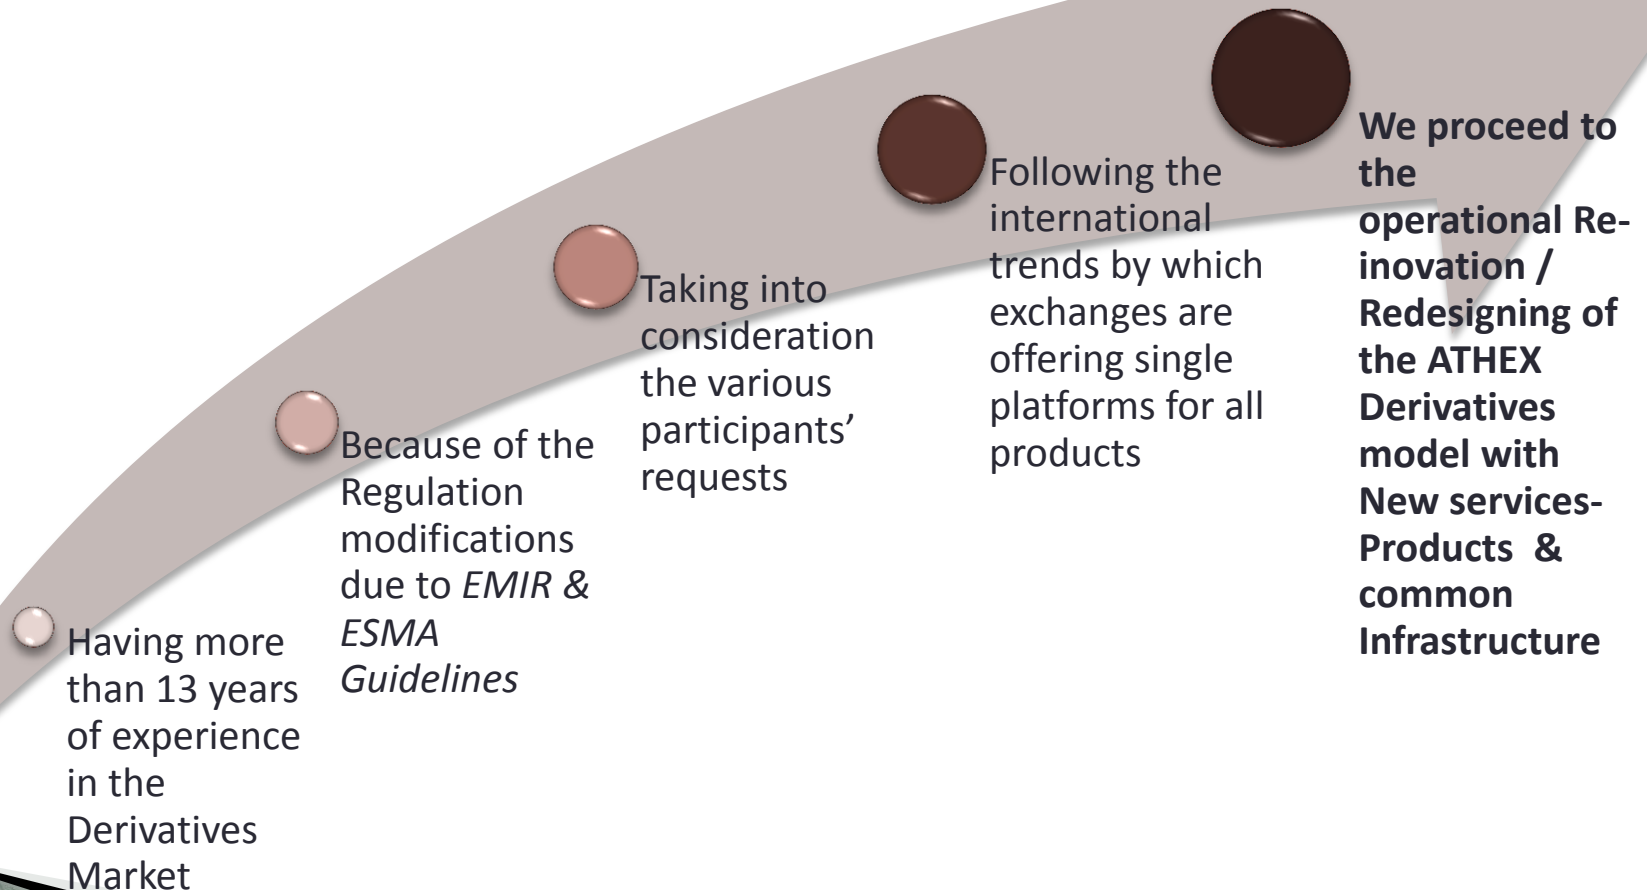 Having more
than 13 years
of experience
in the
Derivatives
Market
Because of the
Regulation
modifications
due to EMIR &
ESMA
Guidelines
Taking into
consideration
the various
participants’
requests
Following the
international
trends by which
exchanges are
offering single
platforms for all
products
We proceed to
the
operational Re-
inovation /
Redesigning of
the ATHEX
Derivatives
model with
New services-
Products & 
common
Infrastructure